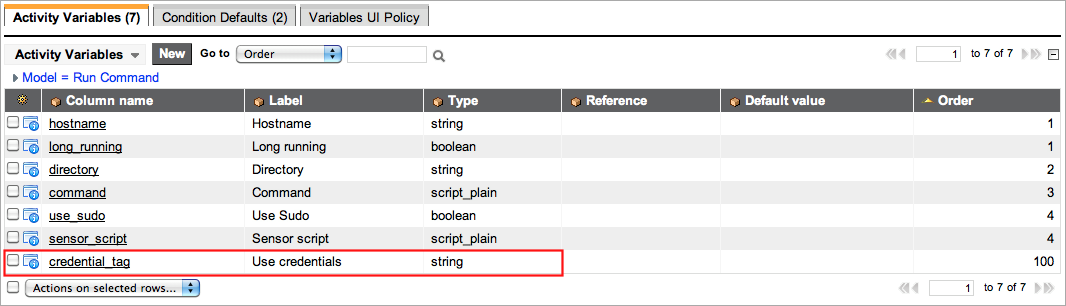 Activity Variables (7) Condition Defaults (2) Variables UI Policy
Activity Variables New Go to Order 1 to 7 of 7
Model = Run Command
Column name Label Type Reference Default value Order
hostname Hostname string 1
long_running Long running boolean 1
directory Directory string 2
command Command script_plain 3
use_sudo Use Sudo boolean 4
sensor_script Sensor script script_plain 4
credential_tag Use credentials string 100
Actions on selected rows... 1 to 7 of 7